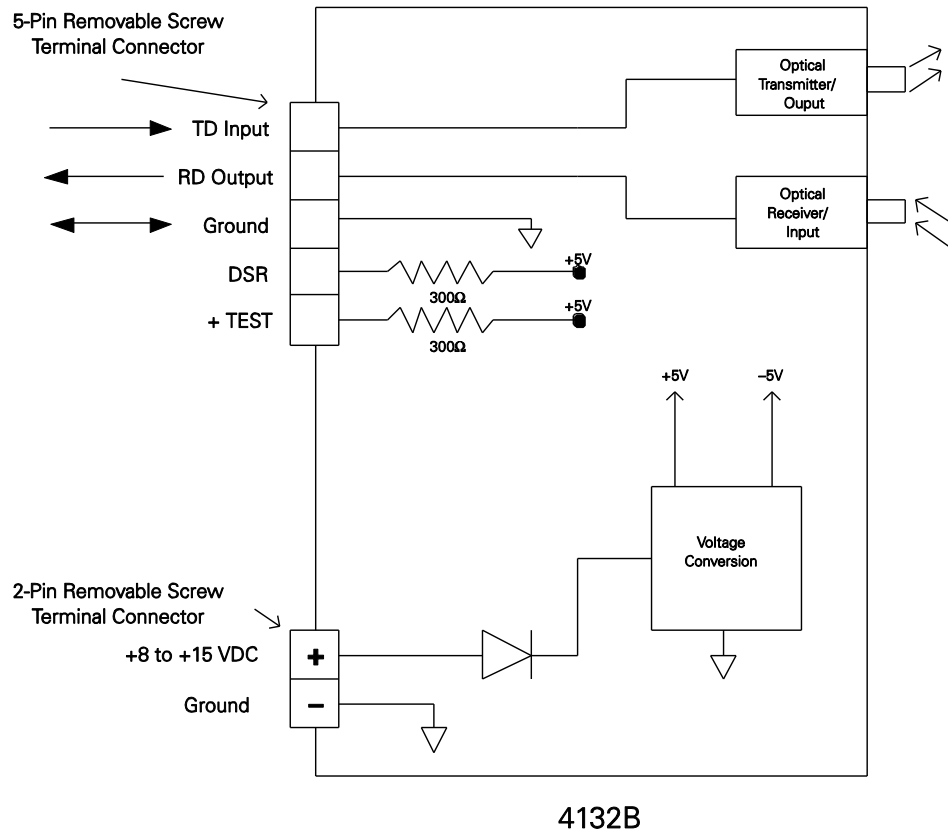 5-Pin Removable Screw
Terminal Connector
Optical
Transmitter/
Ouput
TD Input
RD Output
Optical
Receiver/
Input
Ground
DSR
300Ω
+5V
+ TEST
300Ω
+5V
+5V
–5V
Voltage
Conversion
2-Pin Removable Screw
Terminal Connector
+8 to +15 VDC
+
Ground
–
4132B